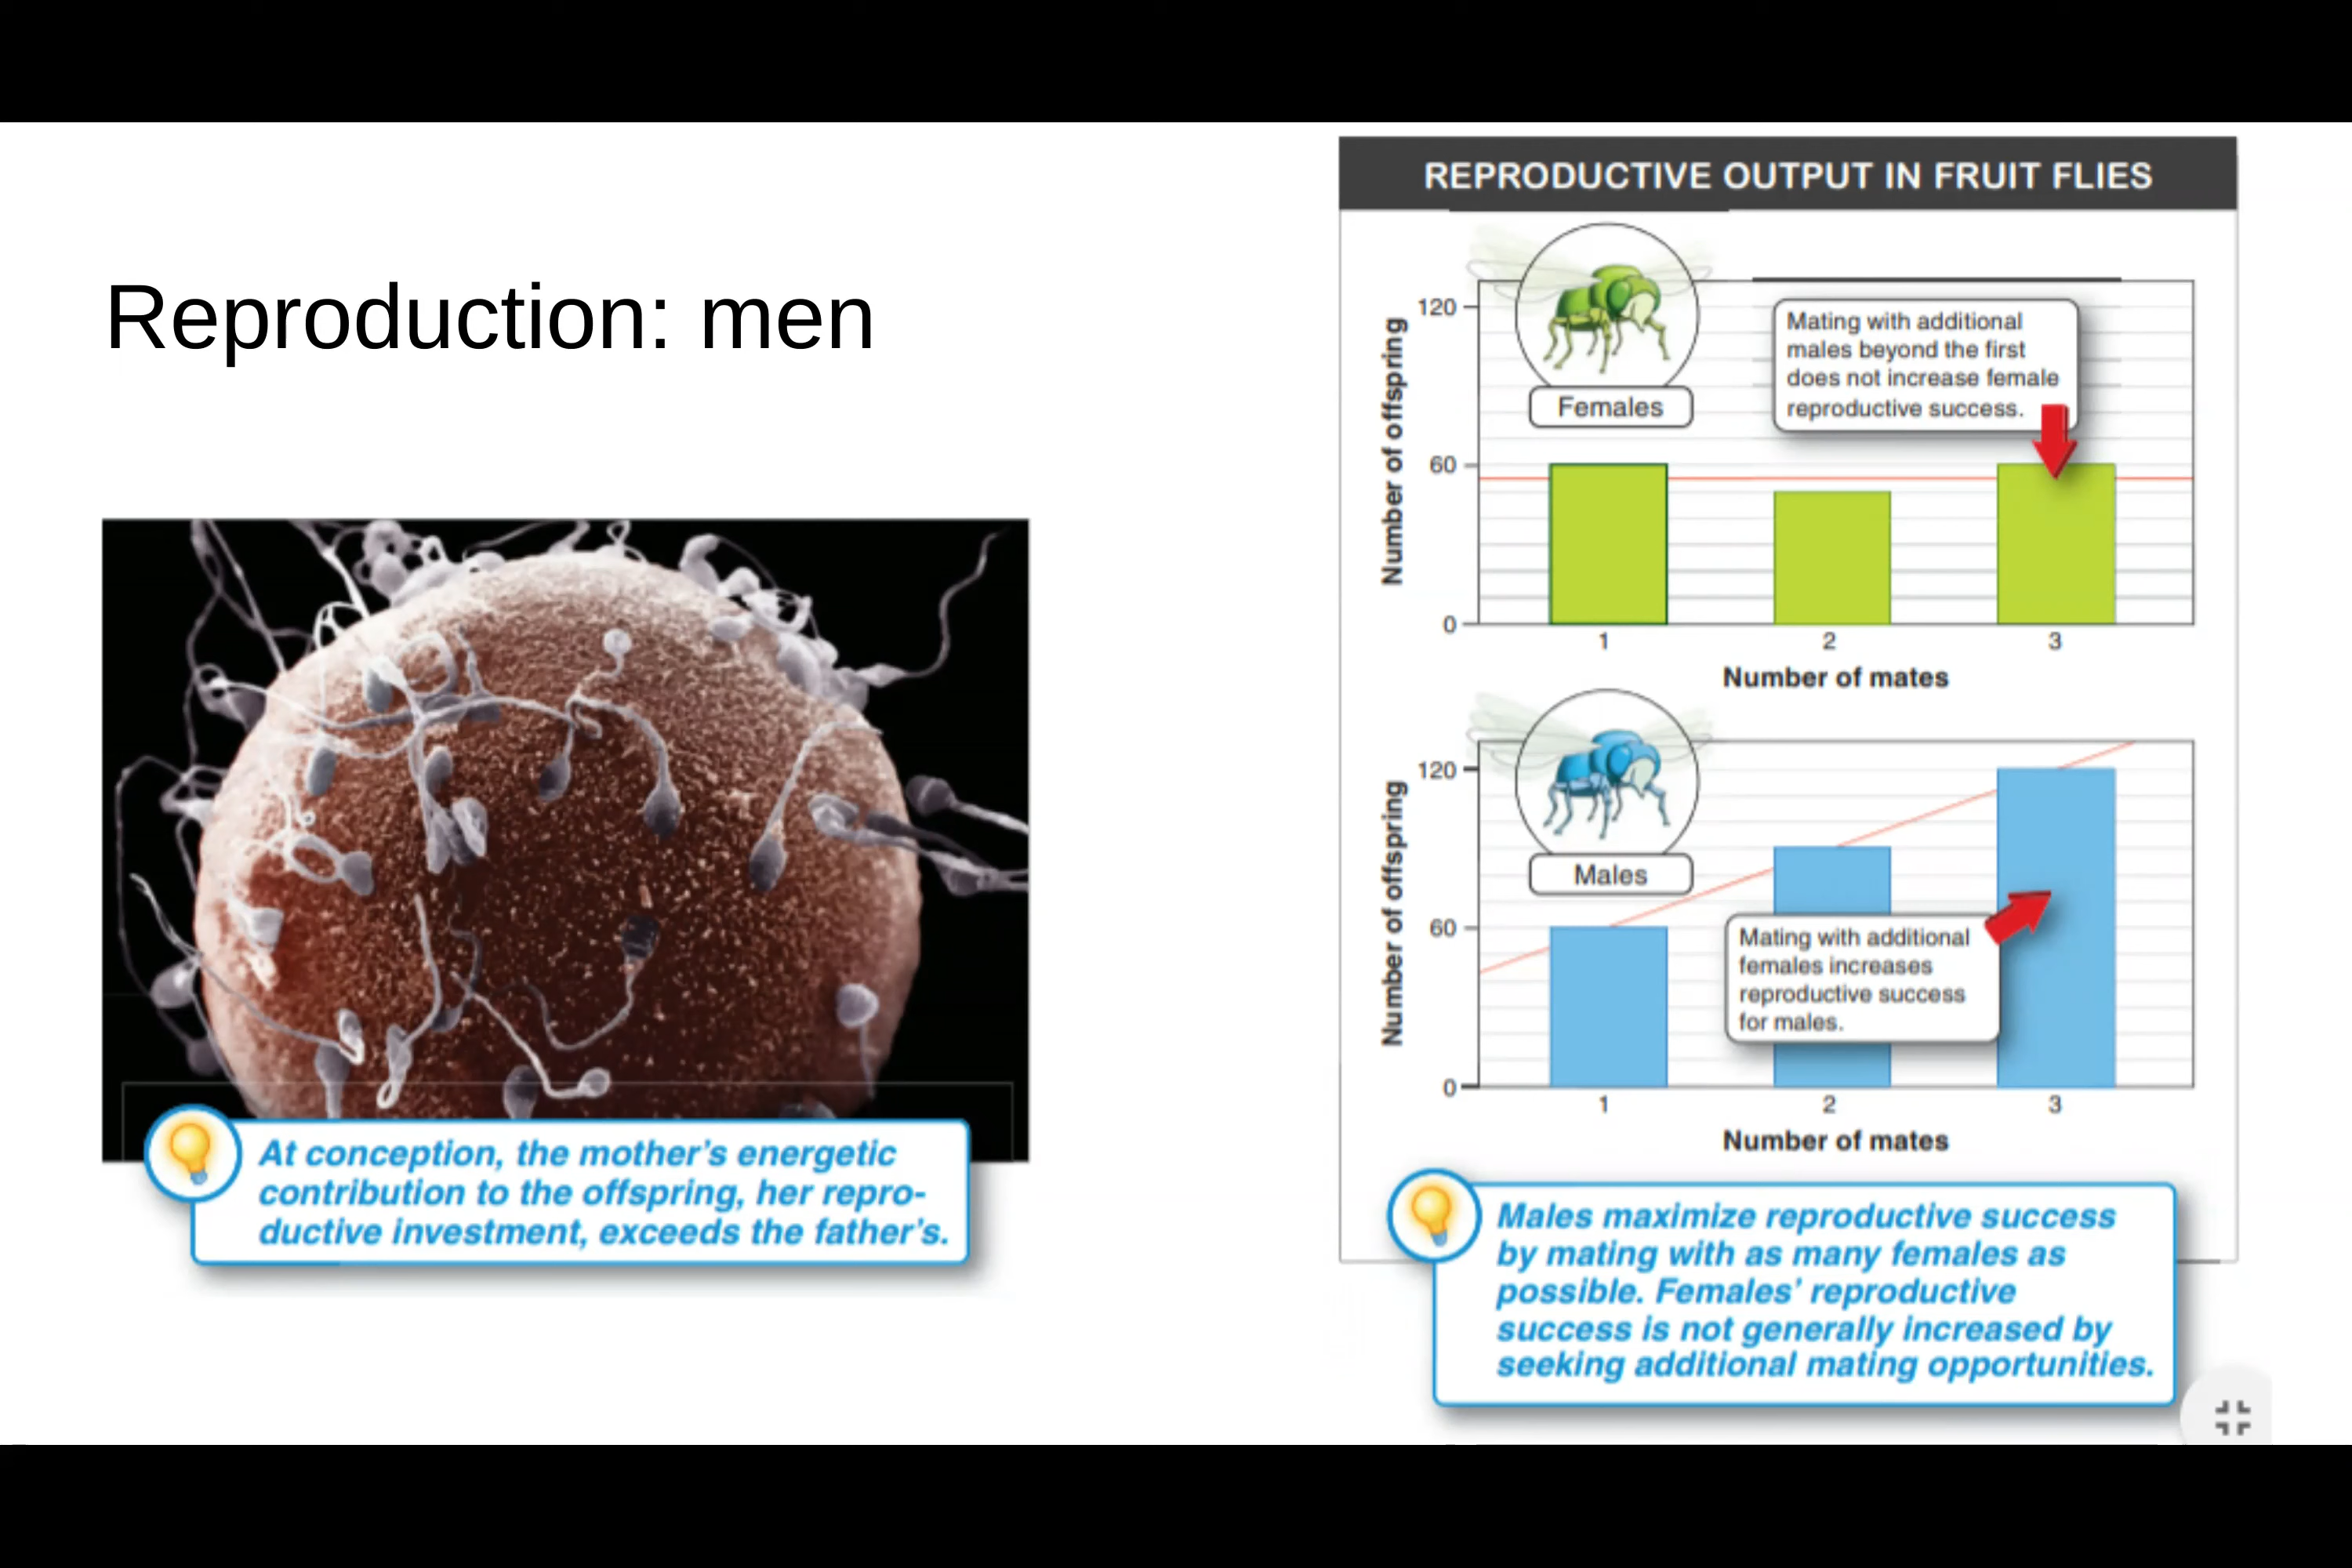 Reproduction: men
At conception, the mother's energetic
contribution to the offspring, her repro-
ductive investment, exceeds the father's.
REPRODUCTIVE OUTPUT IN FRUIT FLIES
Number of offspring
120
60
0
Females
Mating with additional
males beyond the first
does not increase female
reproductive success.
1 2 3
Number of mates
Number of offspring
120
60
0
Males
Mating with additional
females increases
reproductive success
for males.
1 2 3
Number of mates
Males maximize reproductive success
by mating with as many females as
possible. Females' reproductive
success is not generally increased by
seeking additional mating opportunities.